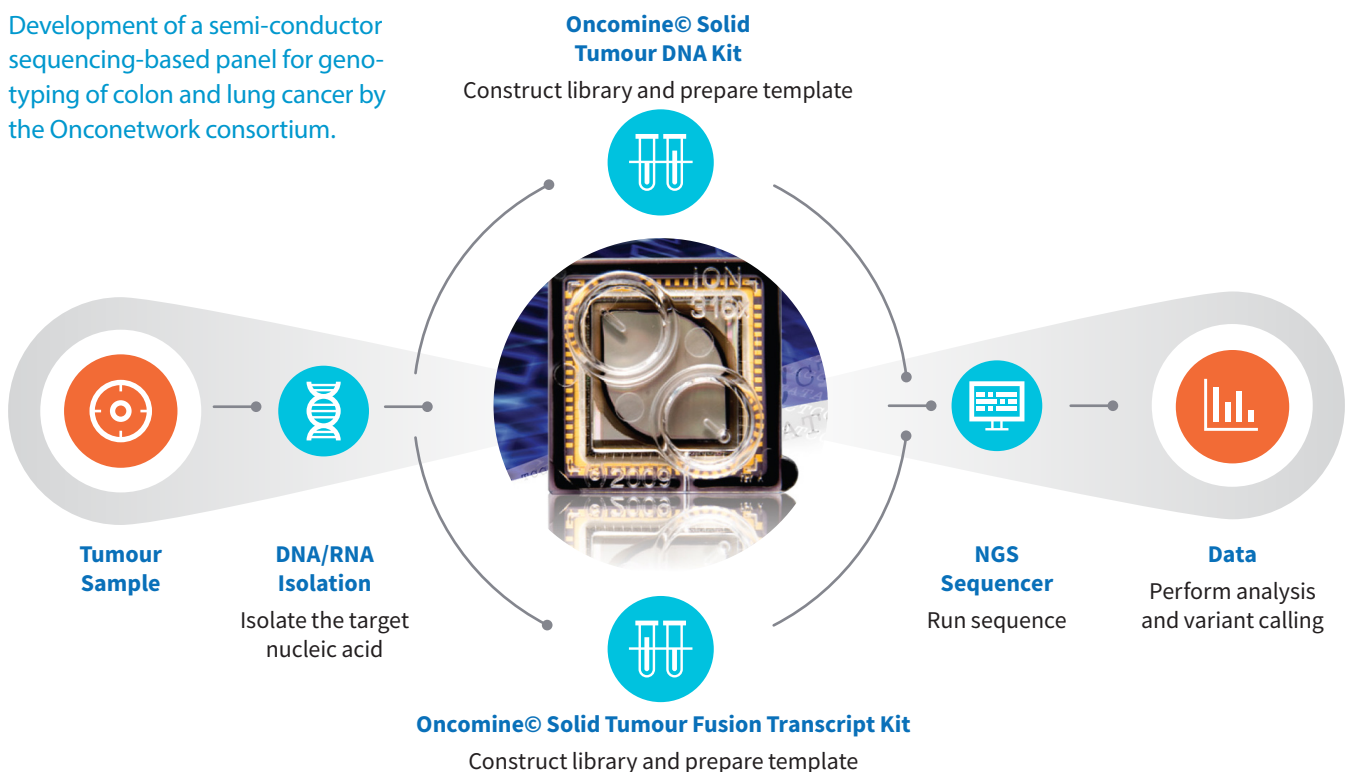 Development of a semi-conductor
sequencing-based panel for geno-
typing of colon and lung cancer by
the Onconetwork consortium.
Oncomine© Solid
Tumour DNA Kit
Construct library and prepare template
iON
316
/2009
Tumour
Sample
DNA/RNA
Isolation
Isolate the target
nucleic acid
NGS
Sequencer
Run sequence
Data
Perform analysis
and variant calling
Oncomine© Solid Tumour Fusion Transcript Kit
Construct library and prepare template